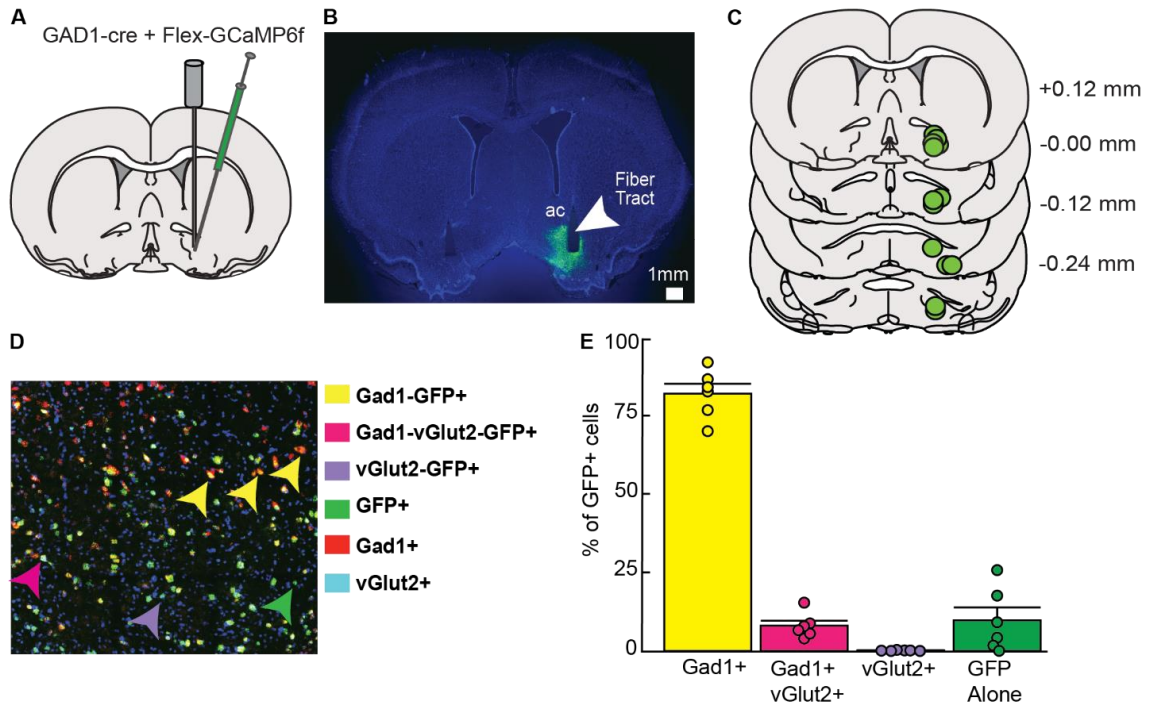 A
GAD1-cre + Flex-GCaMP6f
B
Fiber
Tract
ac
1mm
C
+0.12 mm
-0.00 mm
-0.12 mm
-0.24 mm
D
Gad1-GFP+
Gad1-vGlut2-GFP+
vGlut2-GFP+
GFP+
Gad1+
vGlut2+
E
% of GFP+ cells
100
75
50
25
0
Gad1+
Gad1+
vGlut2+
vGlut2+
GFP
Alone